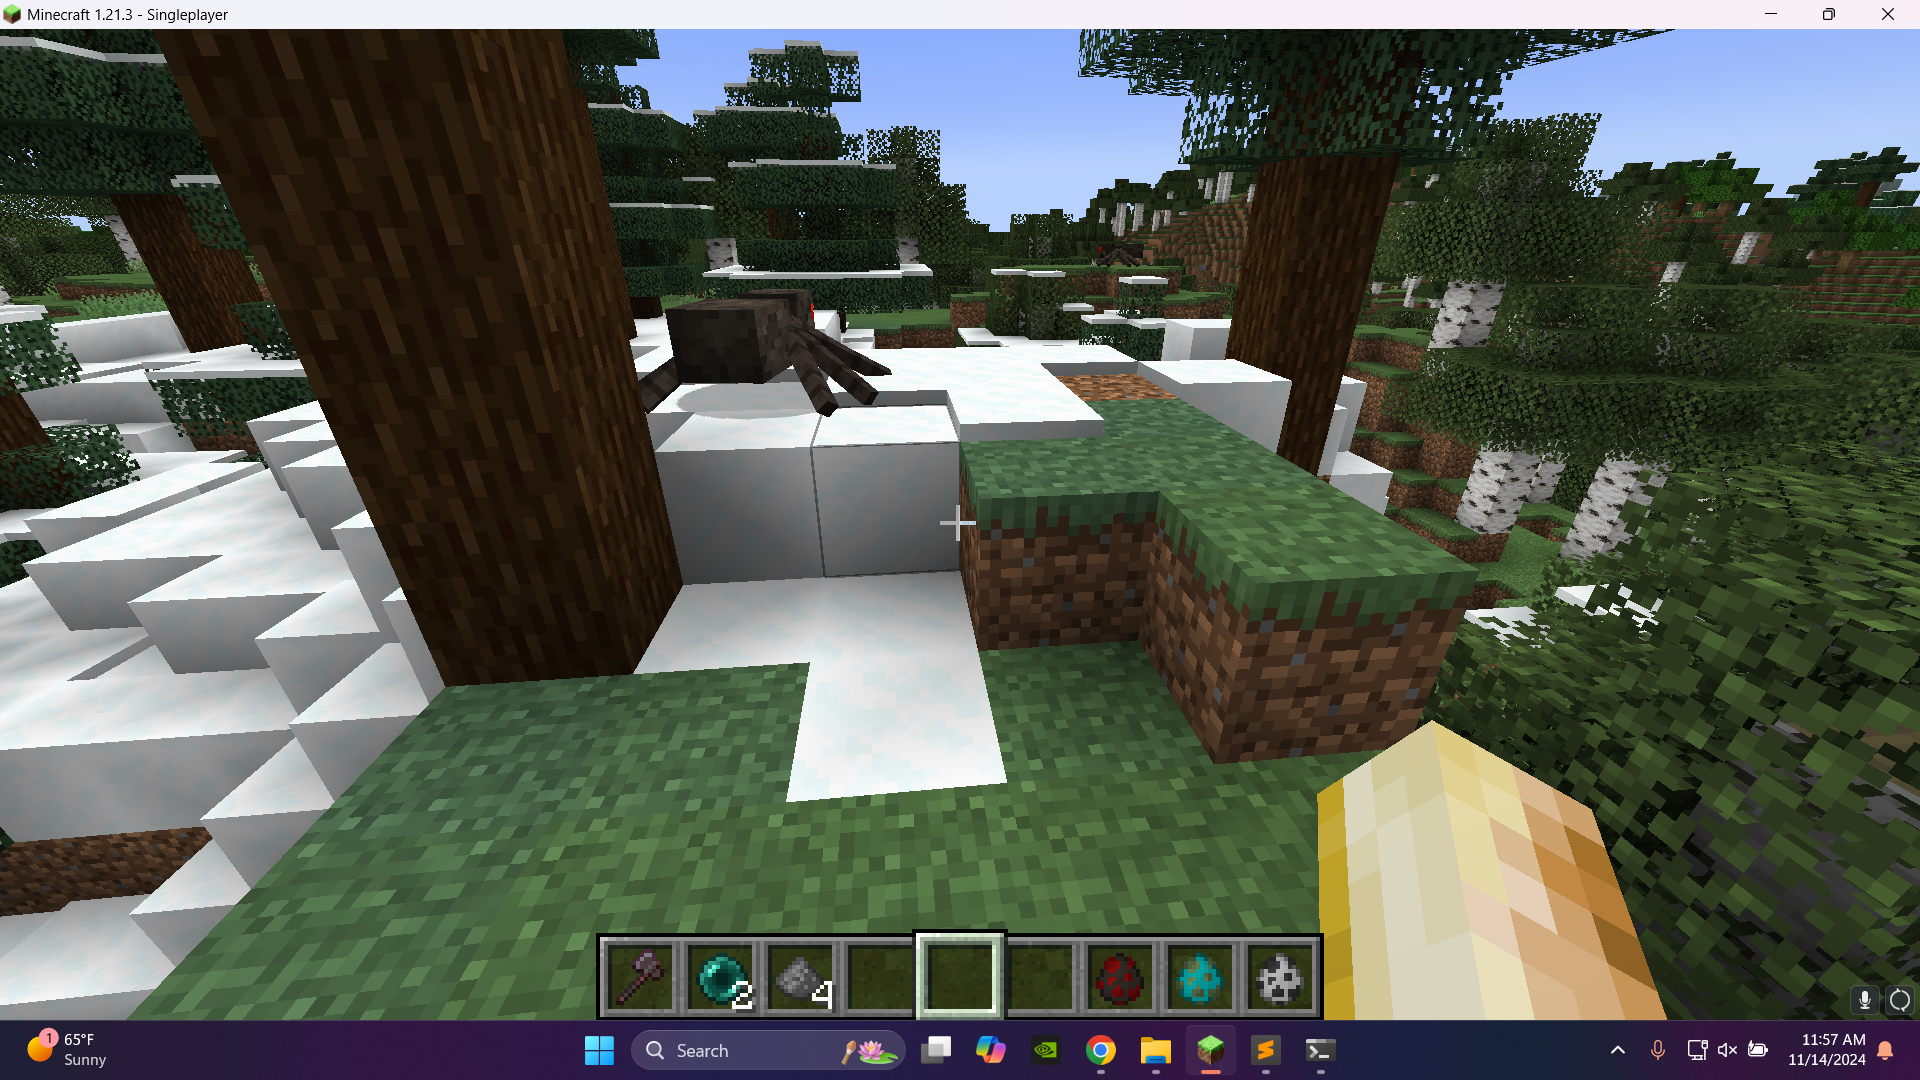 Minecraft 1.21.3 - Singleplayer
2
4
1
65°F
Sunny
Search
11:57 AM
11/14/2024